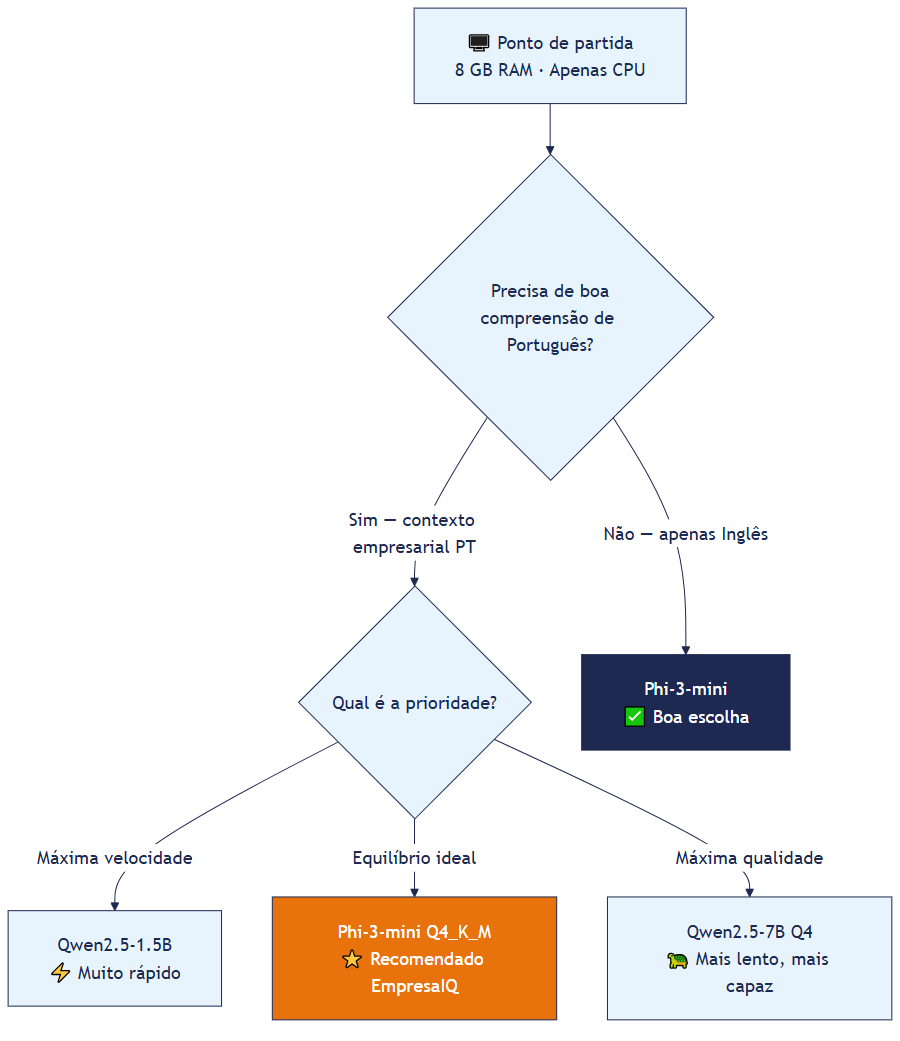 🖥️ Ponto de partida
8 GB RAM · Apenas CPU
Precisa de boa
compreensão de
Português?
Sim — contexto
empresarial PT
Não — apenas Inglês
Qual é a prioridade?
Phi-3-mini
✅ Boa escolha
Máxima velocidade
Equilíbrio ideal
Máxima qualidade
Qwen2.5-1.5B
⚡ Muito rápido
Phi-3-mini Q4_K_M
⭐ Recomendado
EmpresaIQ
Qwen2.5-7B Q4
🐢 Mais lento, mais
capaz